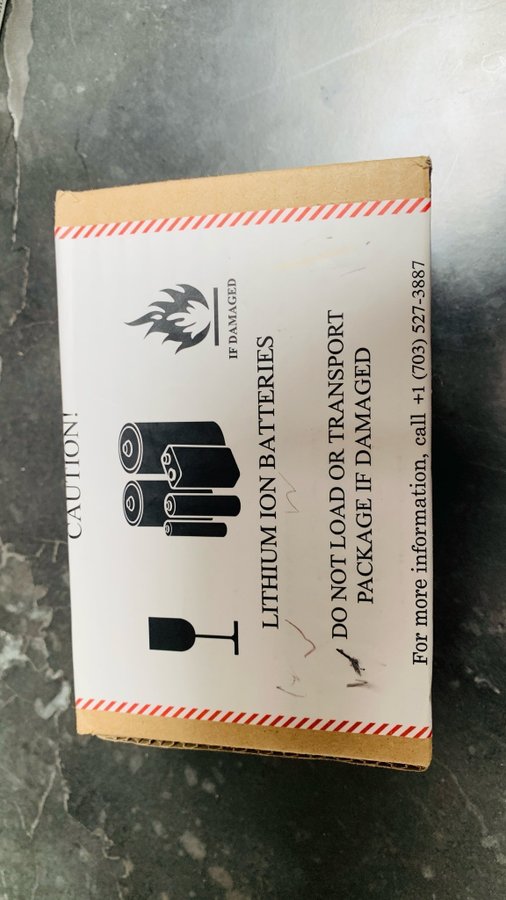 CAUTION!
IF DAMAGED
LITHIUM ION BATTERIES
DO NOT LOAD OR TRANSPORT
PACKAGE IF DAMAGED
For more information, call +1 (703) 527-3887